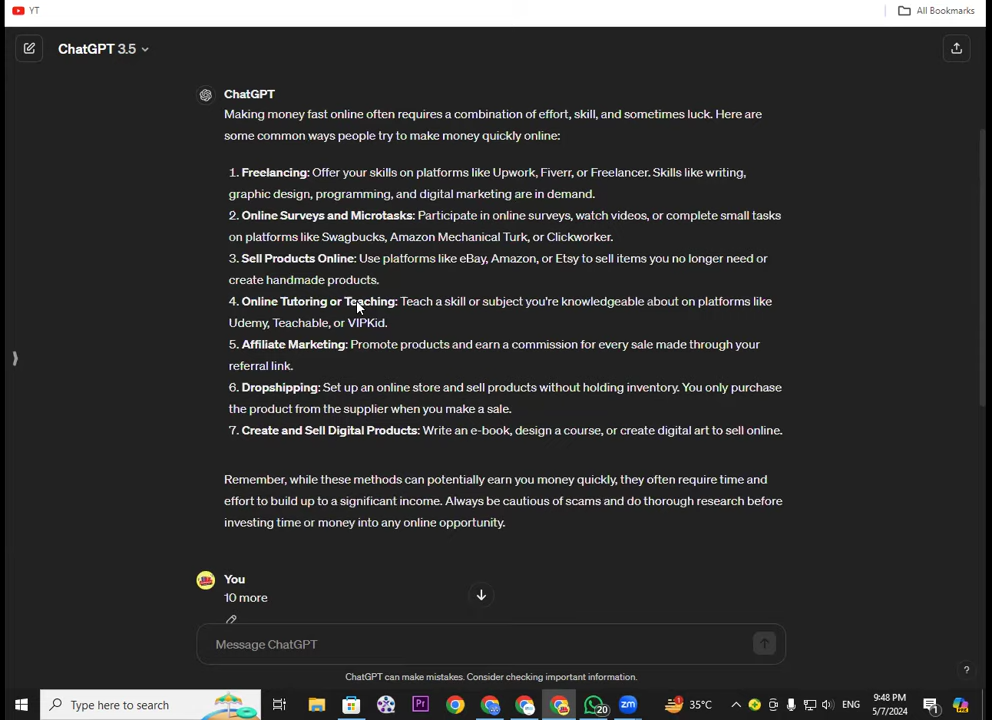 YT
All Bookmarks
ChatGPT 3.5
ChatGPT
Making money fast online often requires a combination of effort, skill, and sometimes luck. Here are
some common ways people try to make money quickly online:
1. Freelancing: Offer your skills on platforms like Upwork, Fiverr, or Freelancer. Skills like writing,
graphic design, programming, and digital marketing are in demand.
2. Online Surveys and Microtasks: Participate in online surveys, watch videos, or complete small tasks
on platforms like Swagbucks, Amazon Mechanical Turk, or Clickworker.
3. Sell Products Online: Use platforms like eBay, Amazon, or Etsy to sell items you no longer need or
create handmade products.
4. Online Tutoring or Teaching: Teach a skill or subject you're knowledgeable about on platforms like
Udemy, Teachable, or VIPKid.
5. Affiliate Marketing: Promote products and earn a commission for every sale made through your
referral link.
6. Dropshipping: Set up an online store and sell products without holding inventory. You only purchase
the product from the supplier when you make a sale.
7. Create and Sell Digital Products: Write an e-book, design a course, or create digital art to sell online.
Remember, while these methods can potentially earn you money quickly, they often require time and
effort to build up to a significant income. Always be cautious of scams and do thorough research before
investing time or money into any online opportunity.
You
10 more
Message ChatGPT
ChatGPT can make mistakes. Consider checking important information.
?
Type here to search
Pr
20
zm
35°C
ENG
9:48 PM
5/7/2024